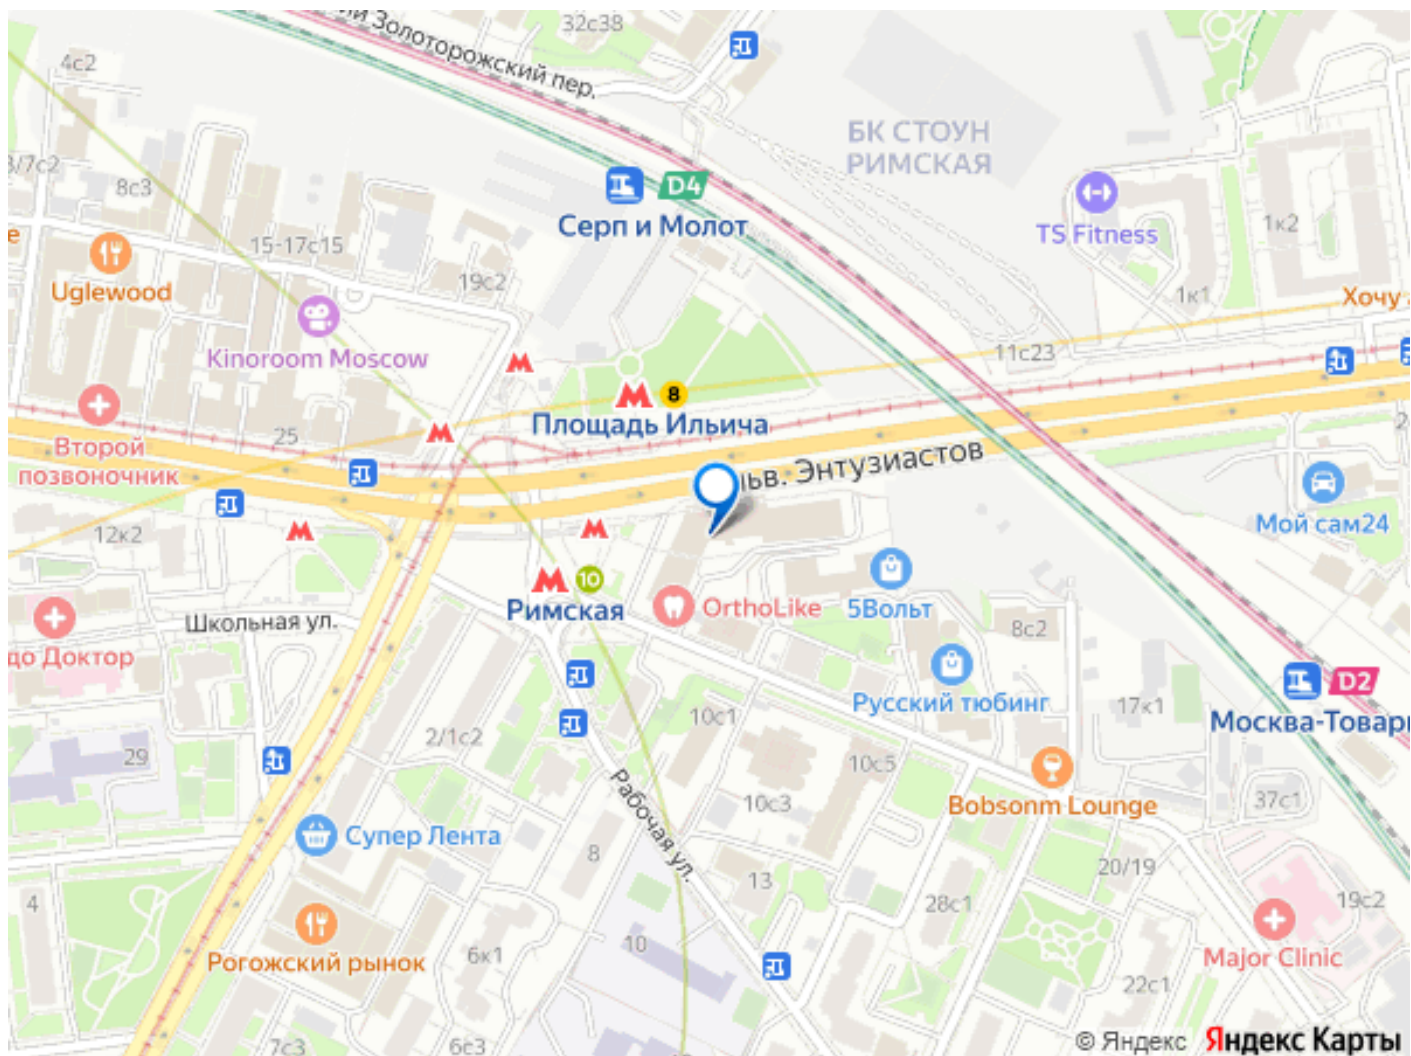 32с38
Золоторожский пер.
4с2
БК СТОУН
РИМСКАЯ
3/7с2
8с3
D4
Серп и Молот
TS Fitness
1к2
15-17с15
19с2
Uglewood
1к1
Хочу
Kinoroom Moscow
11с23
8
Площадь Ильича
25
Второй
позвоночник
Энтузиастов
12к2
Мой сам24
10
Римская
OrthoLike
5Вольт
Школьная ул.
8с2
до Доктор
D2
Русский тюбинг
17к1
10с1
Москва-Товар
2/1с2
29
10с5
Рабочая ул.
10с3
Bobsonm Lounge
37с1
Супер Лента
8
20/19
13
4
28с1
19с2
Рогожский рынок
10
6к1
Major Clinic
22с1
7с3
6с3
© Яндекс Яндекс Карты